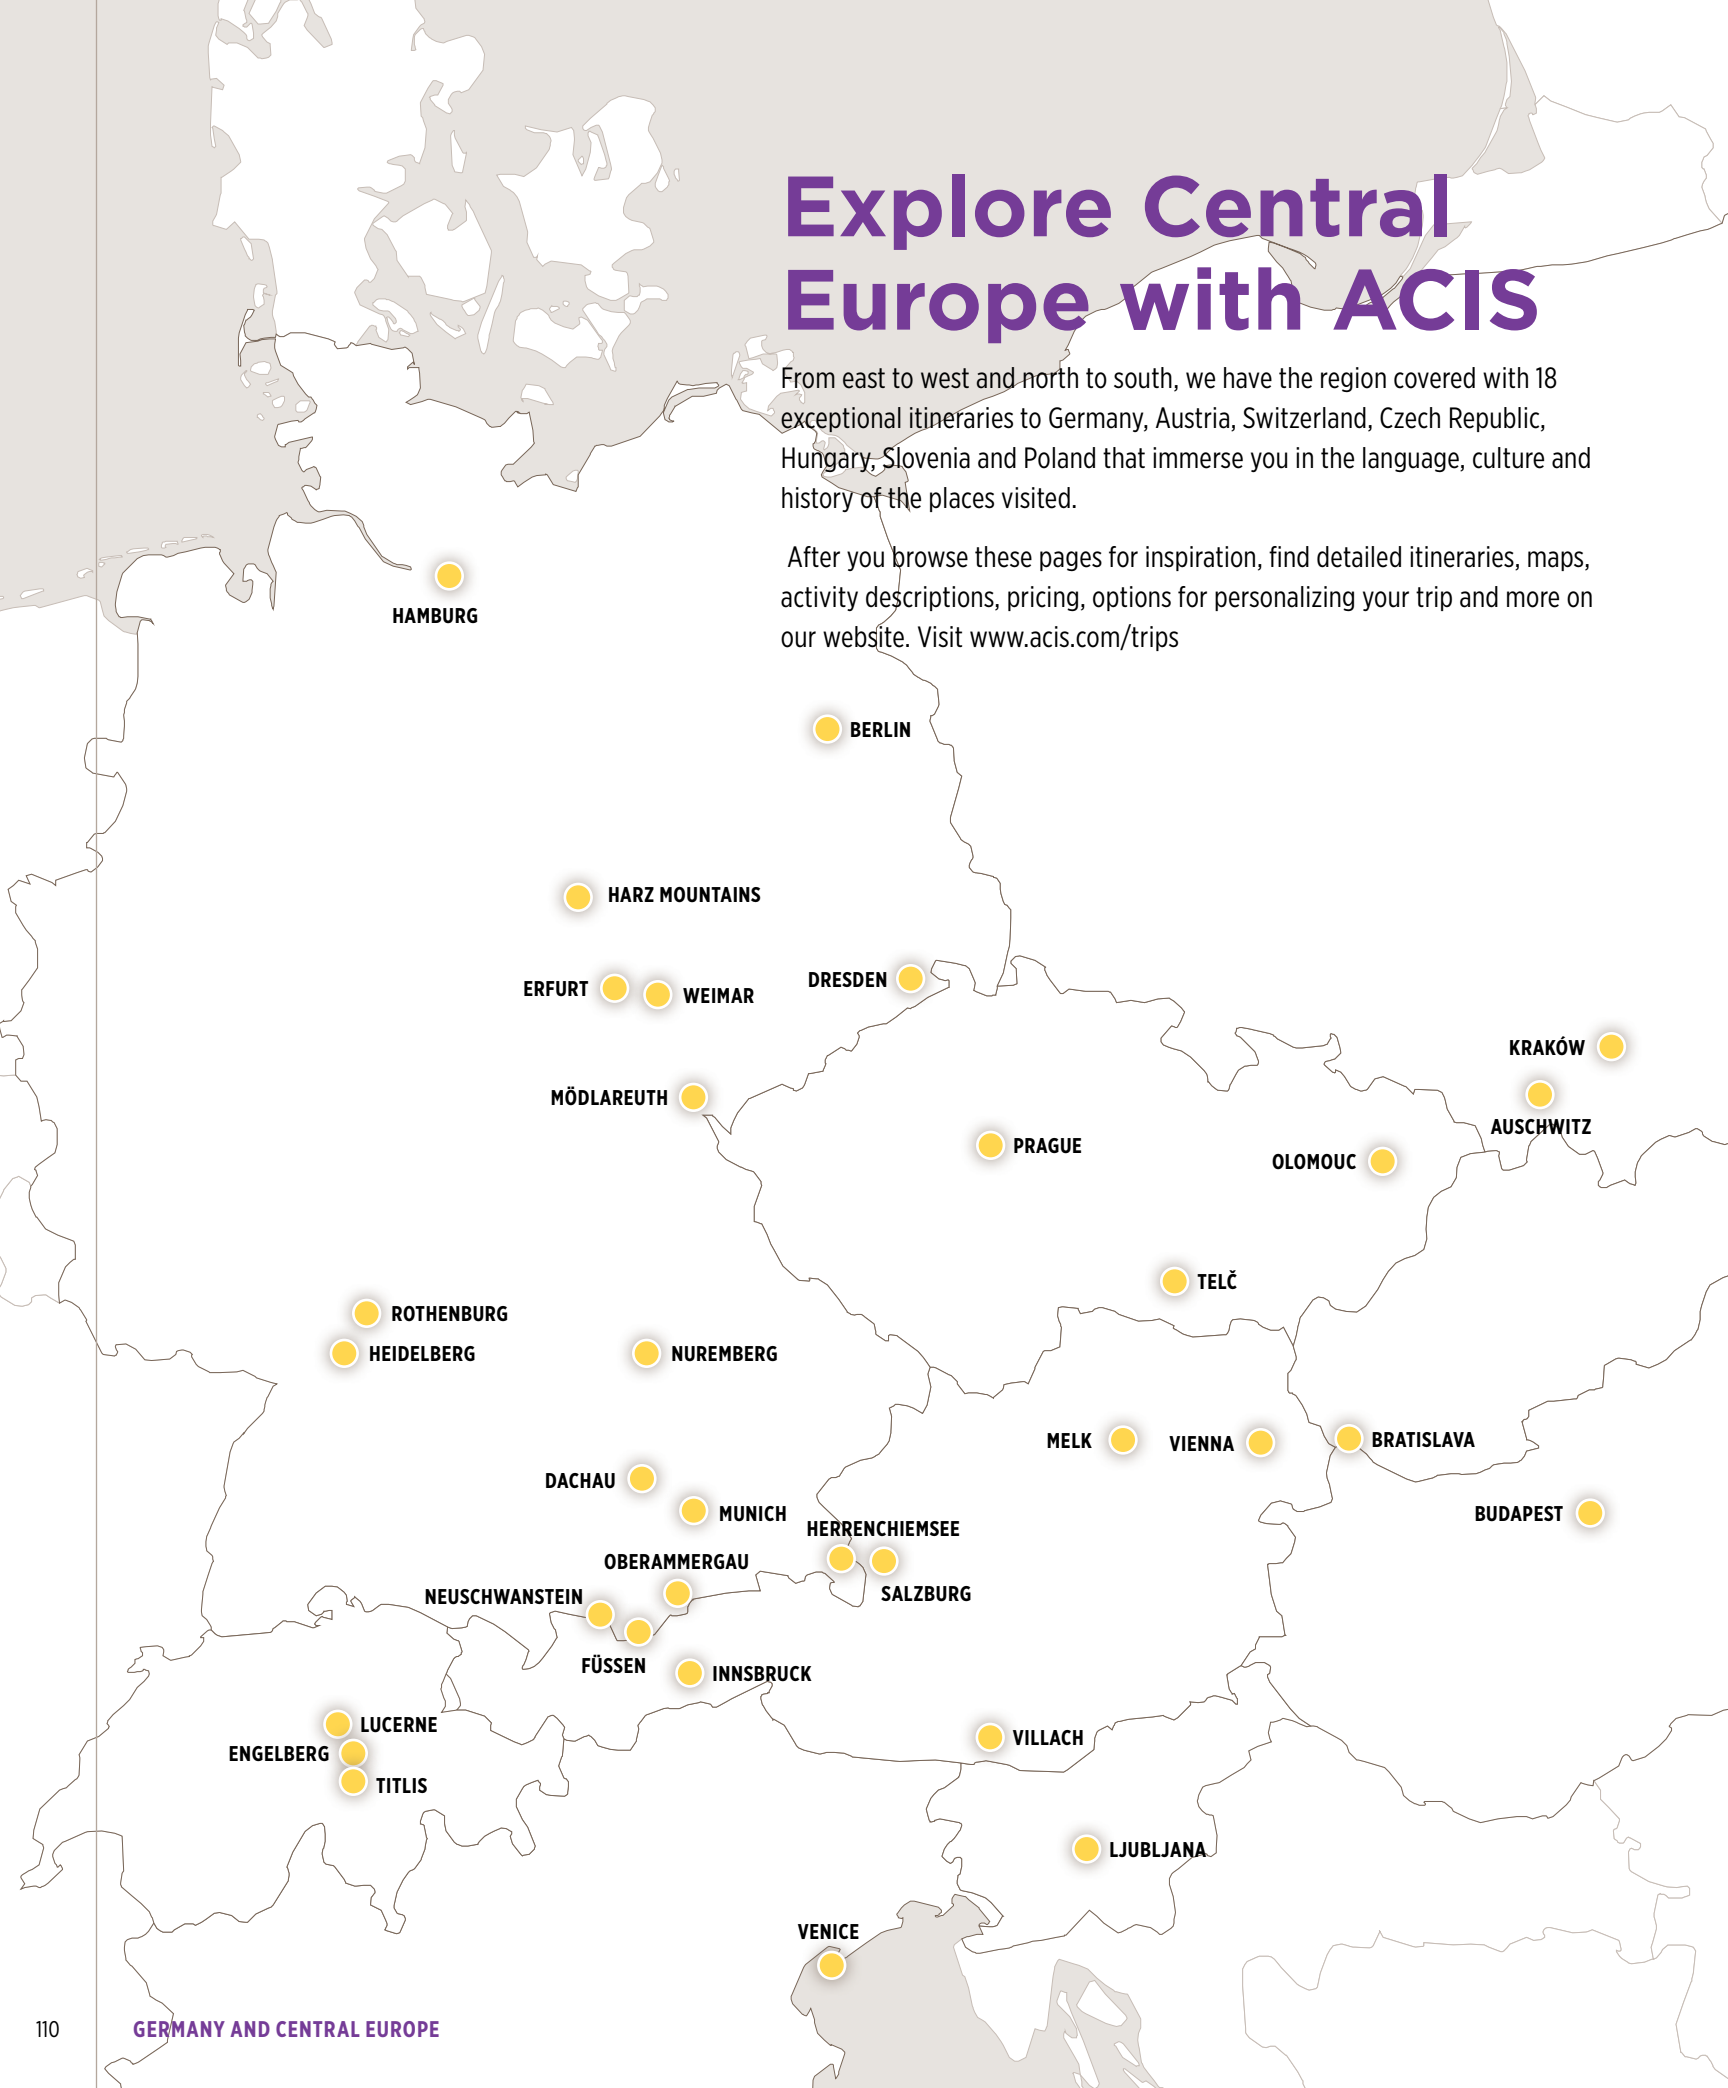 Explore Central
Europe with ACIS
From east to west and north to south, we have the region covered with 18
exceptional itineraries to Germany, Austria, Switzerland, Czech Republic,
Hungary, Slovenia and Poland that immerse you in the language, culture and
history of the places visited.
After you browse these pages for inspiration, find detailed itineraries, maps,
activity descriptions, pricing, options for personalizing your trip and more on
our website. Visit www.acis.com/trips
HAMBURG
BERLIN
HARZ MOUNTAINS
ERFURT
WEIMAR
DRESDEN
KRAKÓW
MÖDLAREUTH
AUSCHWITZ
PRAGUE
OLOMOUC
TELČ
ROTHENBURG
HEIDELBERG
NUREMBERG
MELK
VIENNA
BRATISLAVA
DACHAU
MUNICH
BUDAPEST
HERRENCHIEMSEE
OBERAMMERGAU
NEUSCHWANSTEIN
SALZBURG
FÜSSEN
INNSBRUCK
LUCERNE
VILLACH
ENGELBERG
TITLIS
LJUBLJANA
VENICE
110
GERMANY AND CENTRAL EUROPE